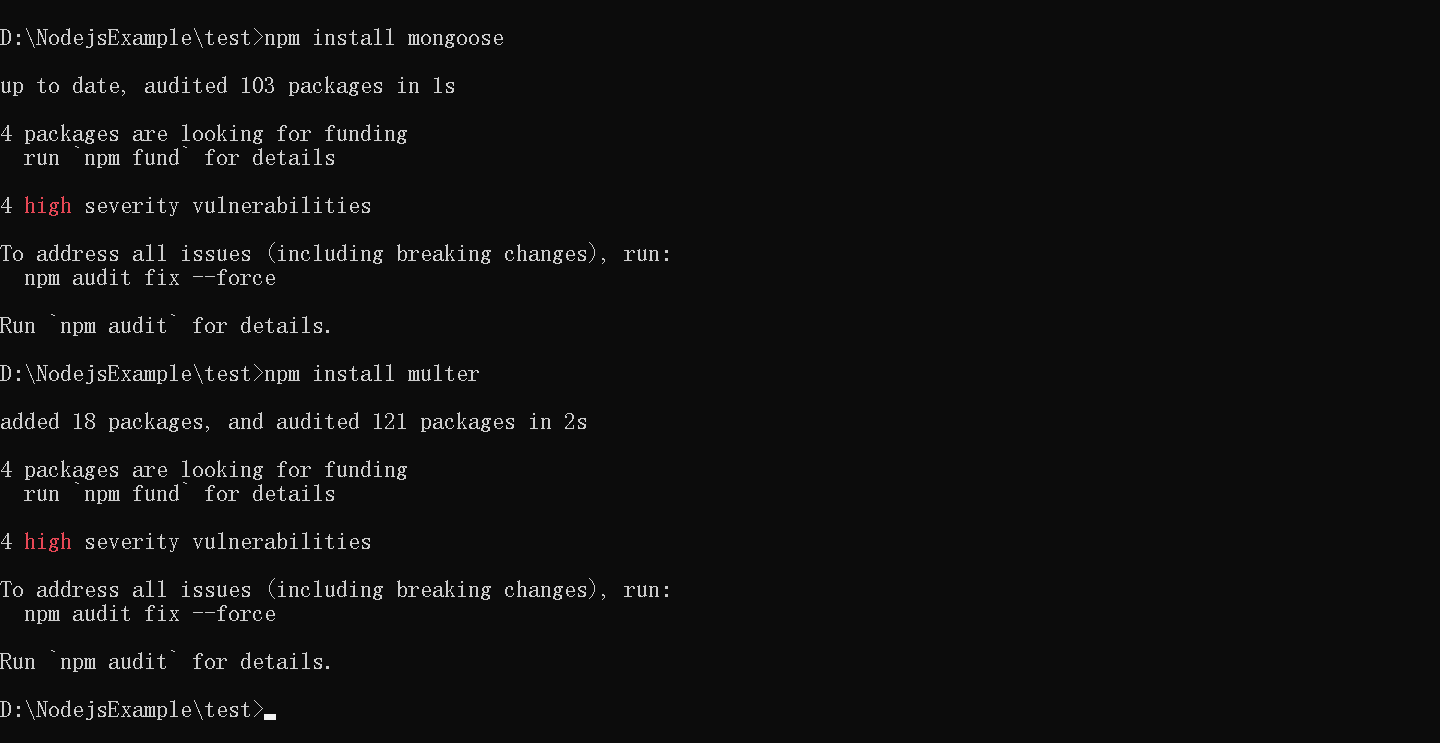 D:\NodejsExample\test>npm install mongoose
up to date, audited 103 packages in 1s
4 packages are looking for funding
  run `npm fund` for details
4 high severity vulnerabilities
To address all issues (including breaking changes), run:
  npm audit fix --force
Run `npm audit` for details.
D:\NodejsExample\test>npm install multer
added 18 packages, and audited 121 packages in 2s
4 packages are looking for funding
  run `npm fund` for details
4 high severity vulnerabilities
To address all issues (including breaking changes), run:
  npm audit fix --force
Run `npm audit` for details.
D:\NodejsExample\test>